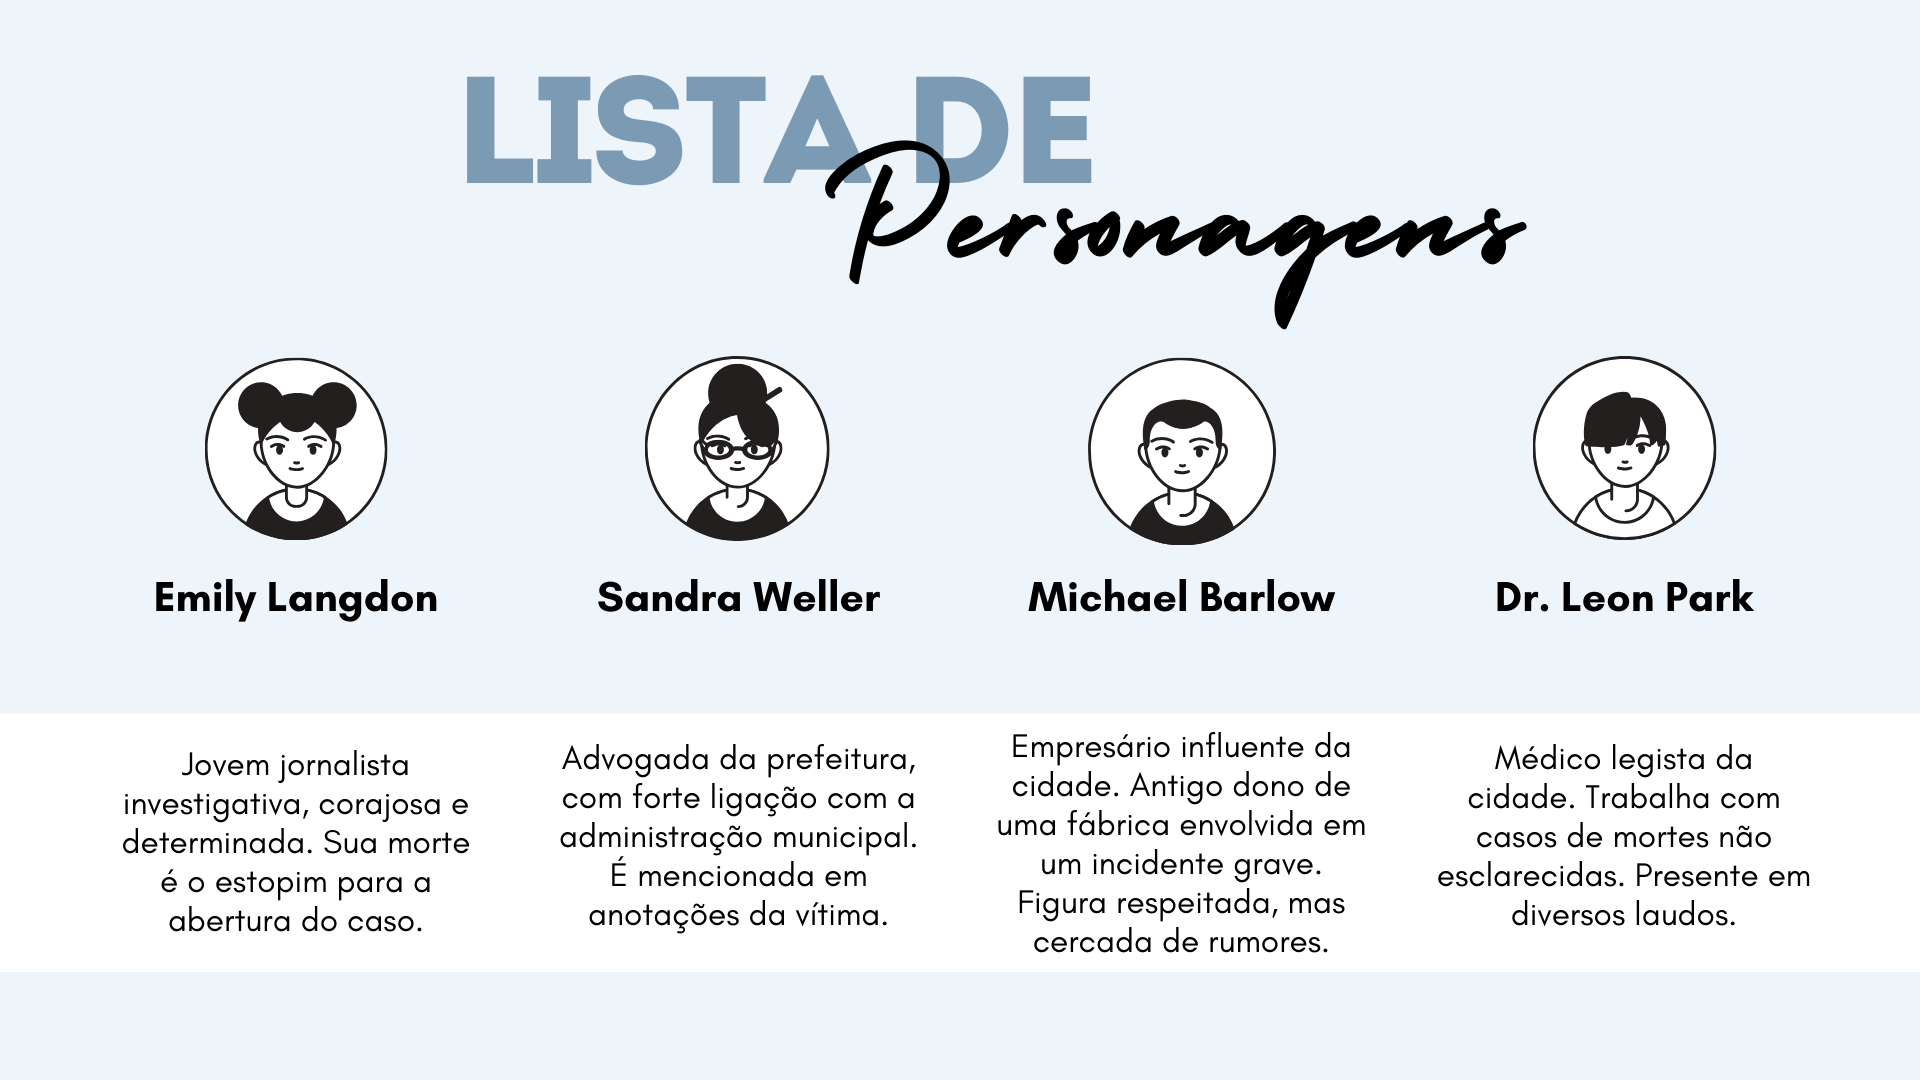 LISTA DE
Personagens
Emily Langdon
Sandra Weller
Michael Barlow
Dr. Leon Park
Jovem jornalista
investigativa, corajosa e
determinada. Sua morte
é o estopim para a
abertura do caso.
Advogada da prefeitura,
com forte ligação com a
administração municipal.
É mencionada em
anotações da vítima.
Empresário influente da
cidade. Antigo dono de
uma fábrica envolvida em
um incidente grave.
Figura respeitada, mas
cercada de rumores.
Médico legista da
cidade. Trabalha com
casos de mortes não
esclarecidas. Presente em
diversos laudos.